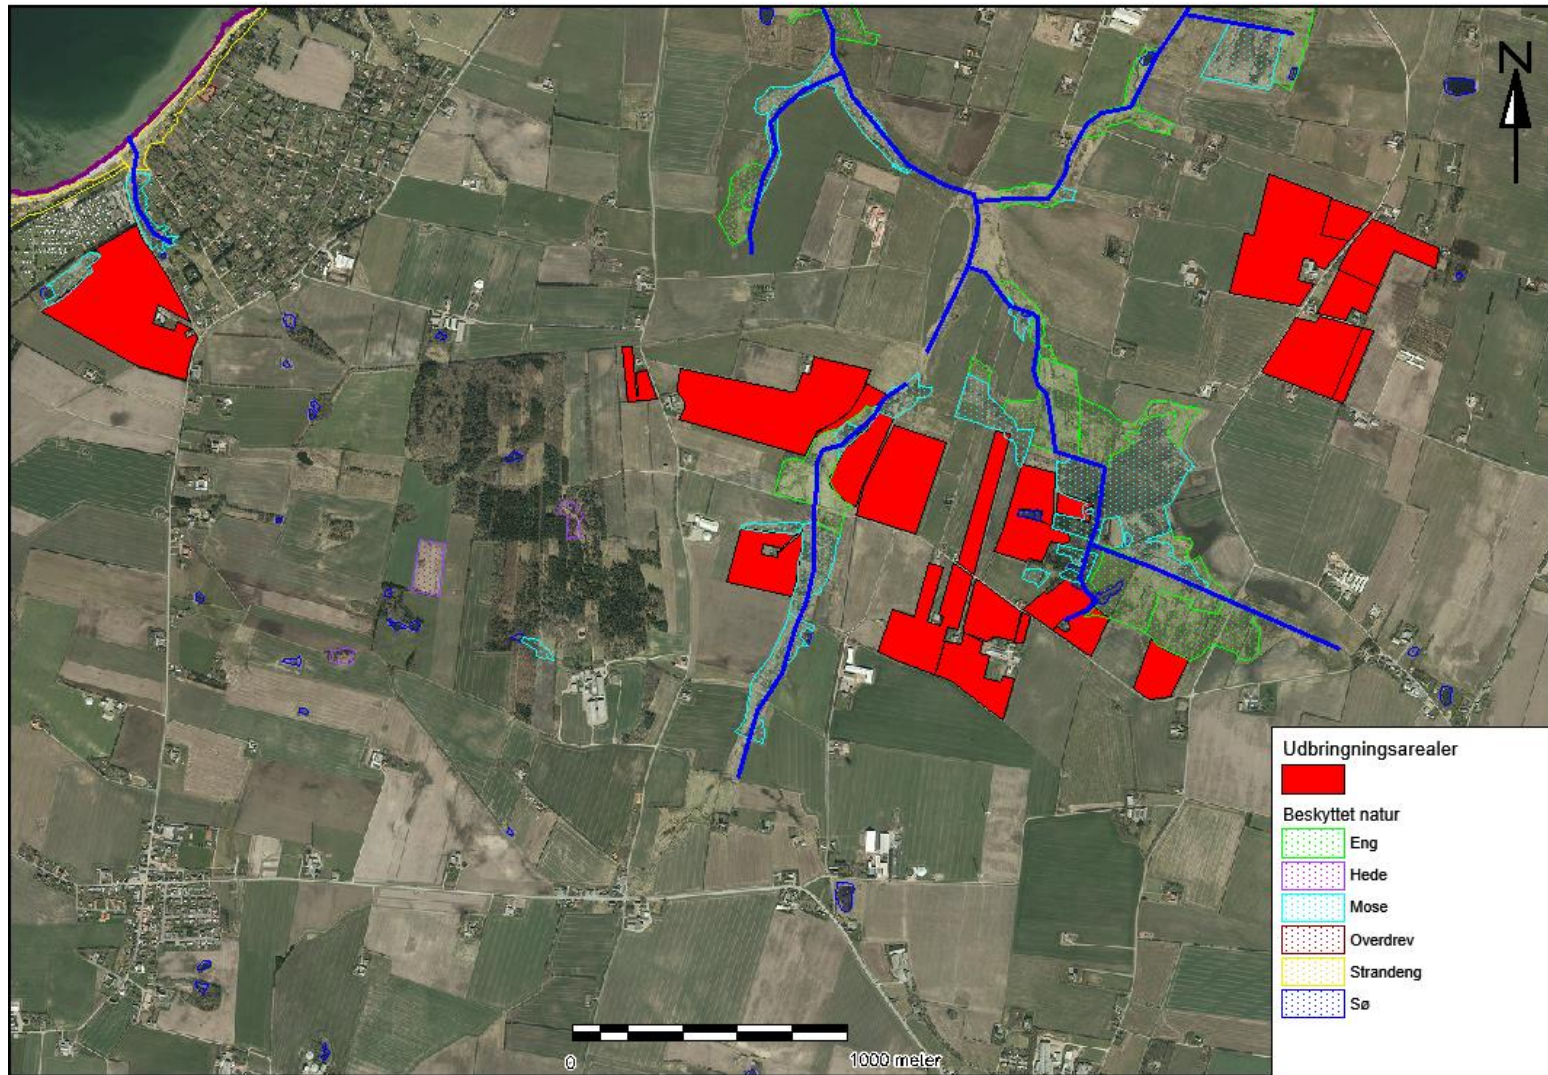 N
Udbringningsarealer
Beskyttet natur
Eng
Hede
Mose
Overdrev
Strandeng
Sø
0 1000 meter